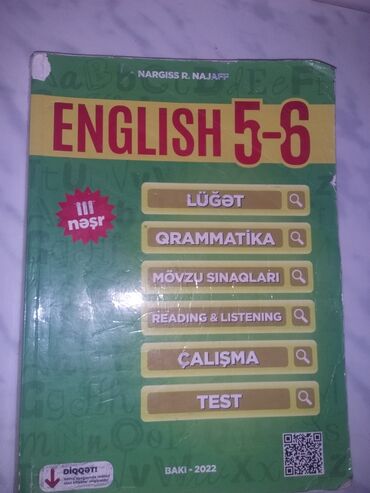 NARGISS R. NAJAFF
ENGLISH 5-6
III
nəşr
LÜĞƏT
QRAMMATİKA
MÖVZU SINAQLARI
READING & LISTENING
ÇALIŞMA
TEST
DİQQƏT!
BAKI - 2022